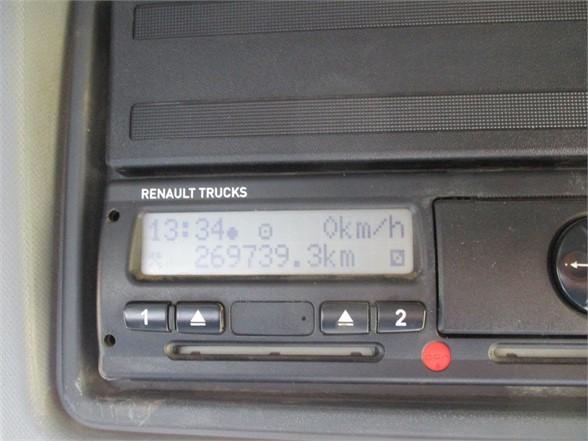 RENAULT TRUCKS
13:34 0km/h
269739.3km
1 2